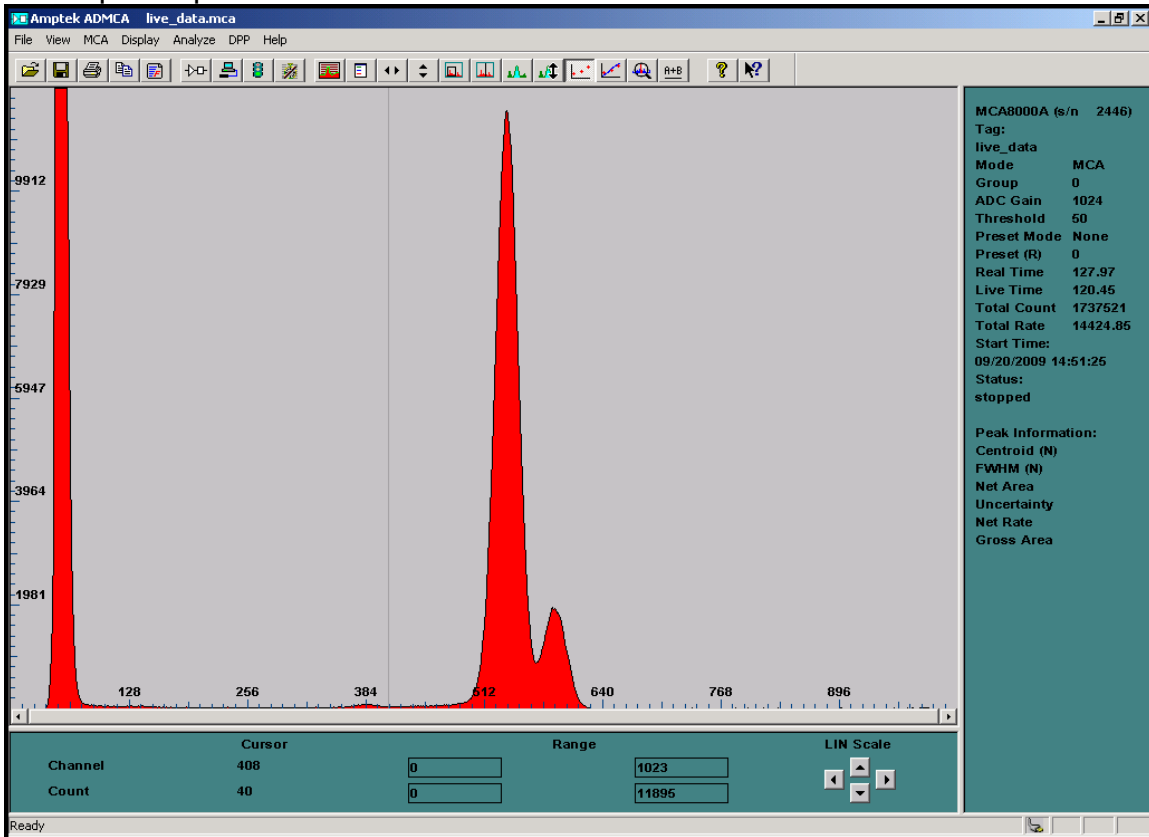 Amptek ADMCA live_data.mca
File View MCA Display Analyze DPP Help
A+B
9912
7929
5947
3964
1981
128 256 384 512 640 768 896
MCA8000A (s/n 2446)
Tag:
live_data
Mode MCA
Group 0
ADC Gain 1024
Threshold 50
Preset Mode None
Preset (R) 0
Real Time 127.97
Live Time 120.45
Total Count 1737521
Total Rate 14424.85
Start Time:
09/20/2009 14:51:25
Status:
stopped
Peak Information:
Centroid (N)
FWHM (N)
Net Area
Uncertainty
Net Rate
Gross Area
Cursor Range LIN Scale
Channel 408 0 1023
Count 40 0 11895
Ready